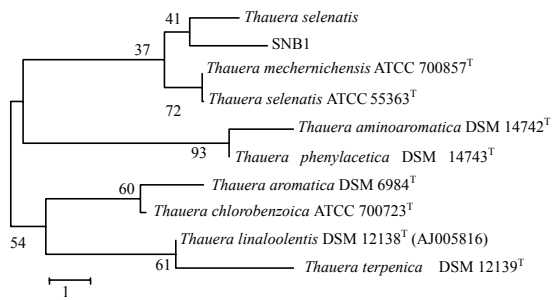 41 Thauera selenatis
SNB1
37
Thauera mechernichensis ATCC 700857ᵀ
72 Thauera selenatis ATCC 55363ᵀ
Thauera aminoaromatica DSM 14742ᵀ
93 Thauera phenylacetica DSM 14743ᵀ
60 Thauera aromatica DSM 6984ᵀ
Thauera chlorobenzoica ATCC 700723ᵀ
54 Thauera linaloolentis DSM 12138ᵀ (AJ005816)
61 Thauera terpenica DSM 12139ᵀ
1